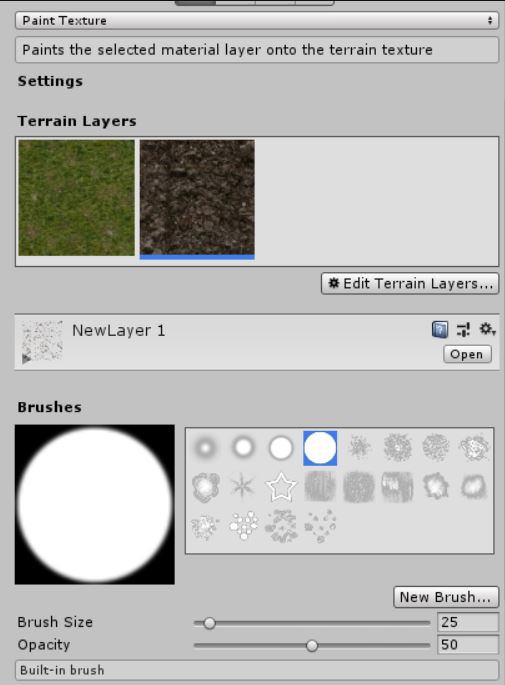 Paint Texture
Paints the selected material layer onto the terrain texture
Settings
Terrain Layers
Edit Terrain Layers...
NewLayer 1
Open
Brushes
New Brush...
Brush Size 25
Opacity 50
Built-in brush